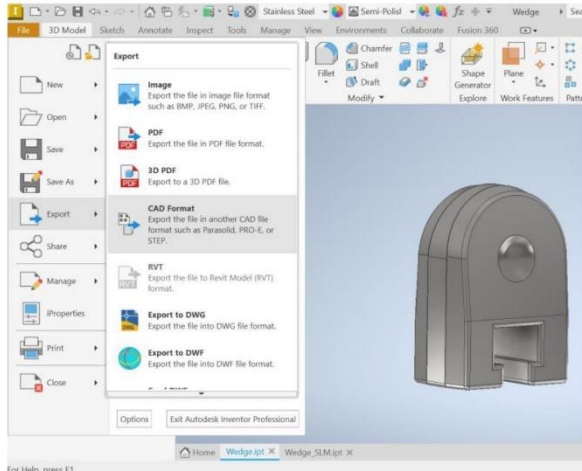 Stainless Steel
Semi-Polisl
fx
Wedge
Sea
File
3D Model
Sketch
Annotate
Inspect
Tools
Manage
View
Environments
Collaborate
Fusion 360
Fillet
Chamfer
Shell
Draft
Modify
Shape
Generator
Explore
Plane
Work Features
Patte
New
Open
Save
Save As
Export
Share
Manage
iProperties
Print
Close
Export
Image
Export the file in image file format
such as BMP, JPEG, PNG, or TIFF.
PDF
PDF
Export the file in PDF file format.
PDF
3D PDF
Export to a 3D PDF file.
CAD Format
Export the file in another CAD file
format such as Parasolid, PRO-E, or
STEP.
RVT
Export the file to Revit Model (RVT)
format.
Export to DWG
Export the file into DWG file format.
Export to DWF
Export the file into DWF file format.
Options
Exit Autodesk Inventor Professional
Home
Wedge.ipt
Wedge_SLM.ipt
For Help, press F1